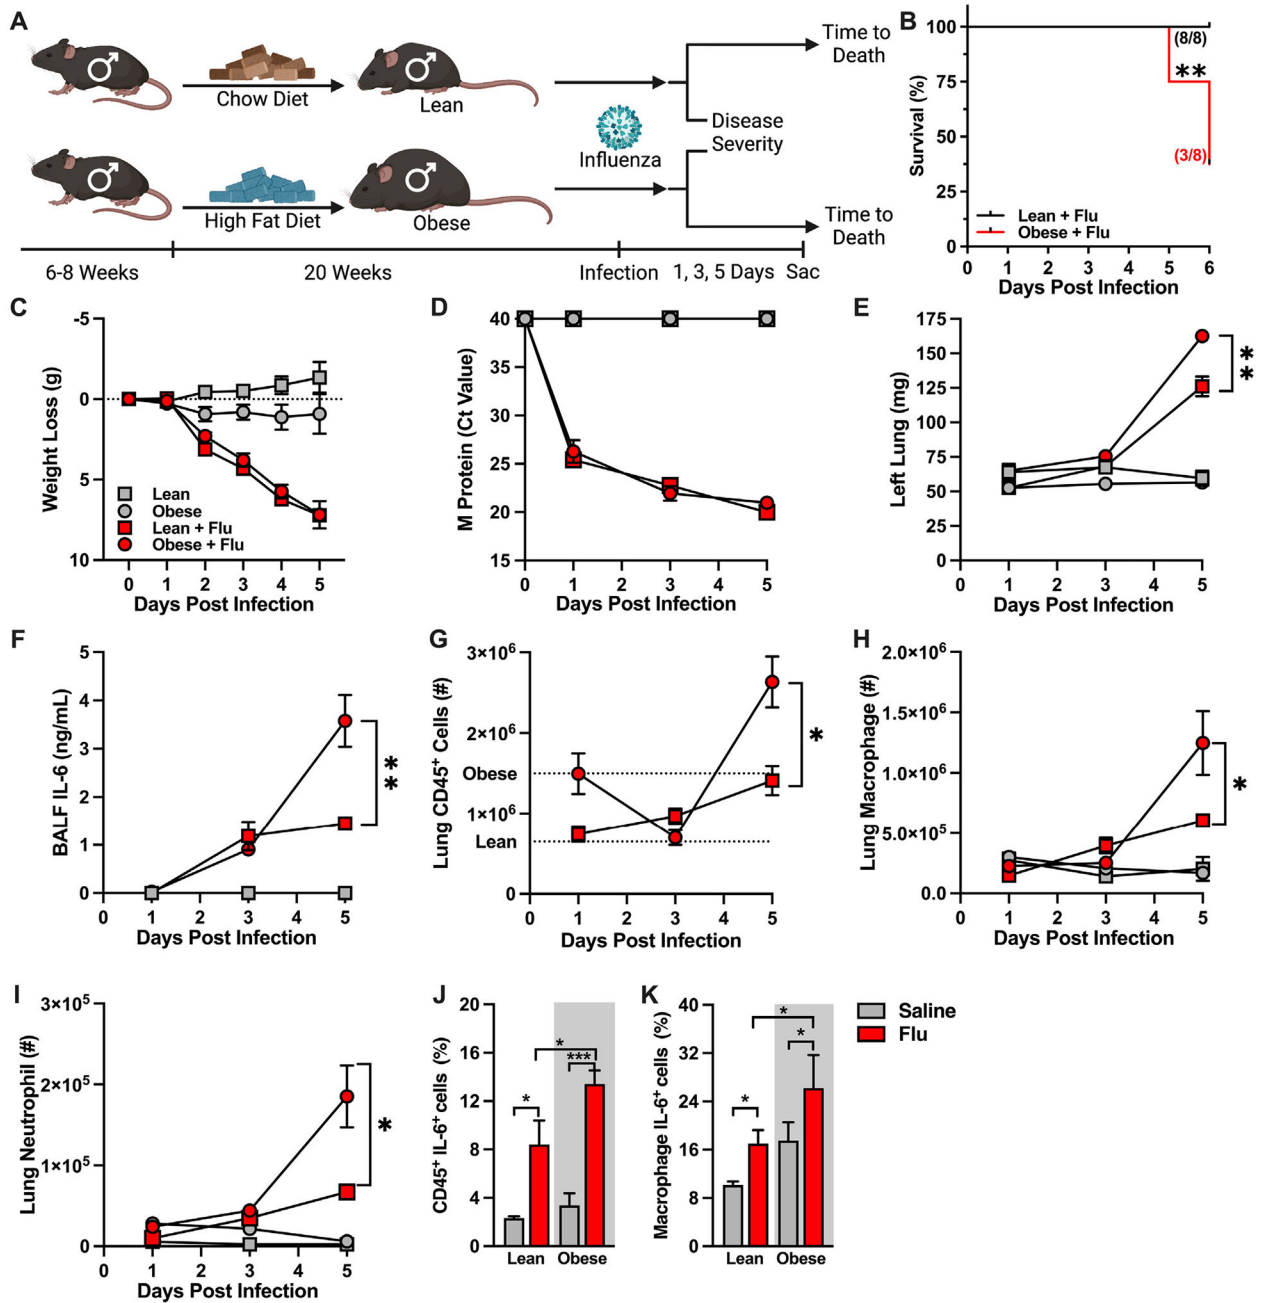 A
Chow Diet
Lean
High Fat Diet
Obese
Influenza
Time to
Death
Disease
Severity
Time to
Death
6-8 Weeks
20 Weeks
Infection
1, 3, 5 Days
Sac
B
Survival (%)
100
75
50
25
0
(8/8)
**
(3/8)
Lean + Flu
Obese + Flu
0 1 2 3 4 5 6
Days Post Infection
C
Weight Loss (g)
-5
0
5
10
Lean
Obese
Lean + Flu
Obese + Flu
0 1 2 3 4 5
Days Post Infection
D
M Protein (Ct Value)
40
35
30
25
20
15
0 1 2 3 4 5
Days Post Infection
E
Left Lung (mg)
175
150
125
100
75
50
25
0
**
0 1 2 3 4 5
Days Post Infection
F
BALF IL-6 (ng/mL)
5
4
3
2
1
0
**
0 1 2 3 4 5
Days Post Infection
G
Lung CD45⁺ Cells (#)
3×10⁶
2×10⁶
Obese
1×10⁶
Lean
0
*
0 1 2 3 4 5
Days Post Infection
H
Lung Macrophage (#)
2.0×10⁶
1.5×10⁶
1.0×10⁶
5.0×10⁵
0.0
*
0 1 2 3 4 5
Days Post Infection
I
Lung Neutrophil (#)
3×10⁵
2×10⁵
1×10⁵
0
*
0 1 2 3 4 5
Days Post Infection
J
CD45⁺ IL-6⁺ cells (%)
20
16
12
8
4
0
*
*
***
Lean Obese
K
Macrophage IL-6⁺ cells (%)
40
32
24
16
8
0
*
*
*
Lean Obese
Saline
Flu